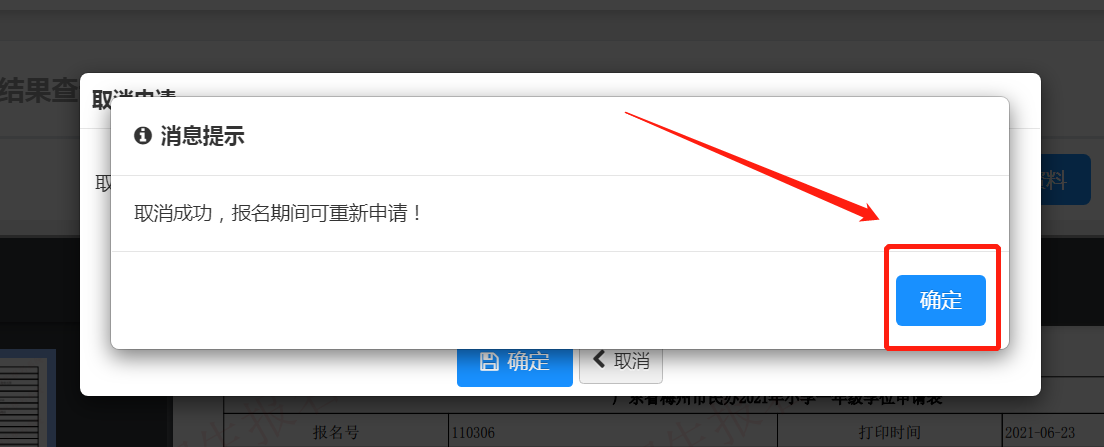 结果查
取消申请
消息提示
取
取消成功，报名期间可重新申请！
料
确定
确定
取消
广东省梅州市民办2021年小学一年级学位申请表
报名号
110306
打印时间
2021-06-23